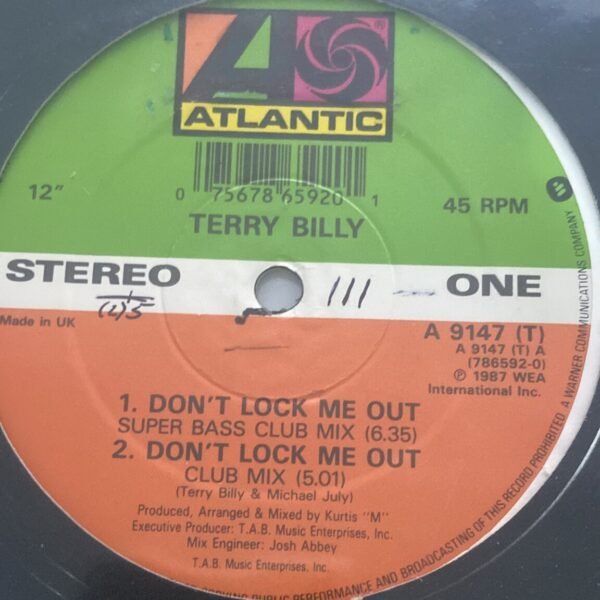 ATLANTIC
12"
0 75678 65920 1
45 RPM
TERRY BILLY
STEREO
111
ONE
(2)5
Made in UK
A 9147 (T)
A 9147 (T) A
(786592-0)
℗ 1987 WEA
International Inc.
1. DON'T LOCK ME OUT
SUPER BASS CLUB MIX (6.35)
2. DON'T LOCK ME OUT
CLUB MIX (5.01)
(Terry Billy & Michael July)
Produced, Arranged & Mixed by Kurtis "M"
Executive Producer: T.A.B. Music Enterprises, Inc.
Mix Engineer: Josh Abbey
T.A.B. Music Enterprises, Inc.
PUBLIC PERFORMANCE AND BROADCASTING OF THIS RECORD PROHIBITED A WARNER COMMUNICATIONS COMPANY